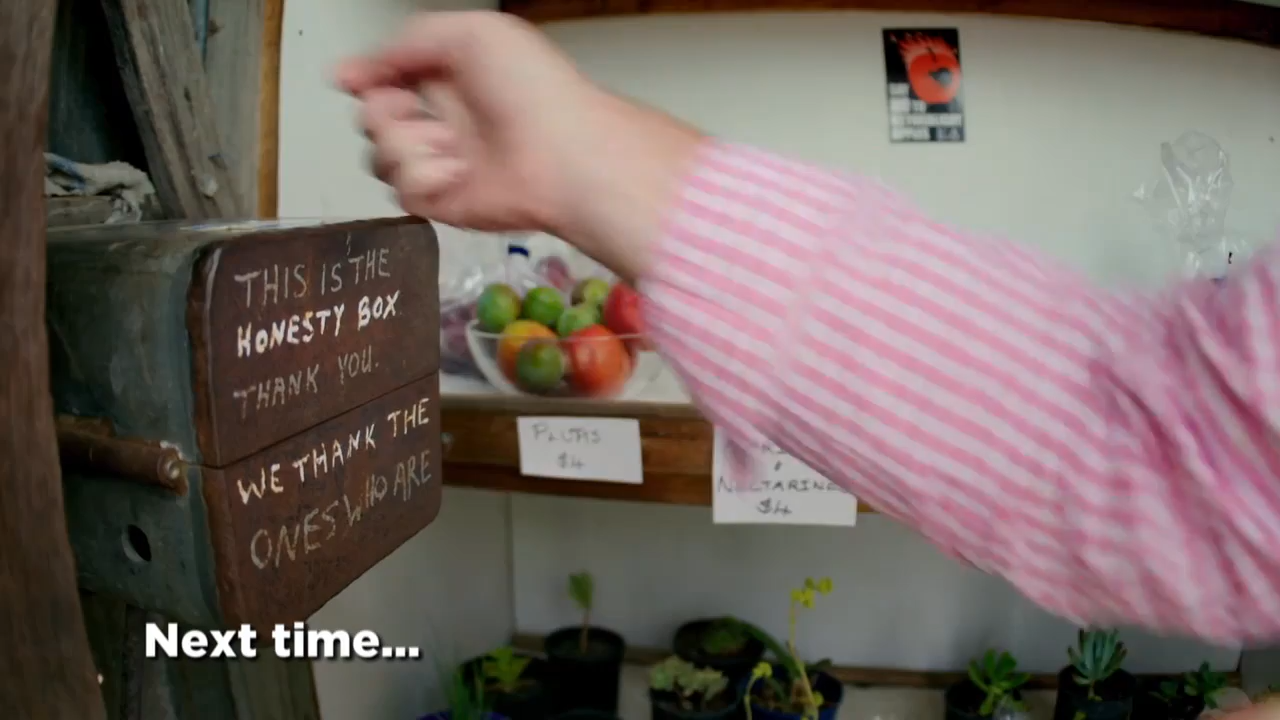 THIS IS THE
HONESTY BOX
THANK YOU.
WE THANK THE
ONES WHO ARE
PLUMS
$4
NECTARINES
$4
Next time...